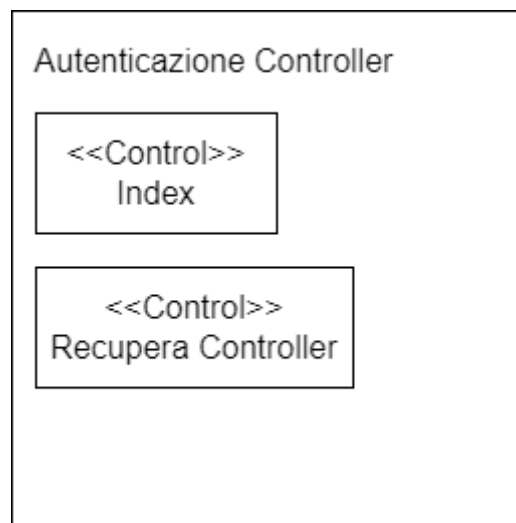 Autenticazione Controller
<<Control>>
Index
<<Control>>
Recupera Controller